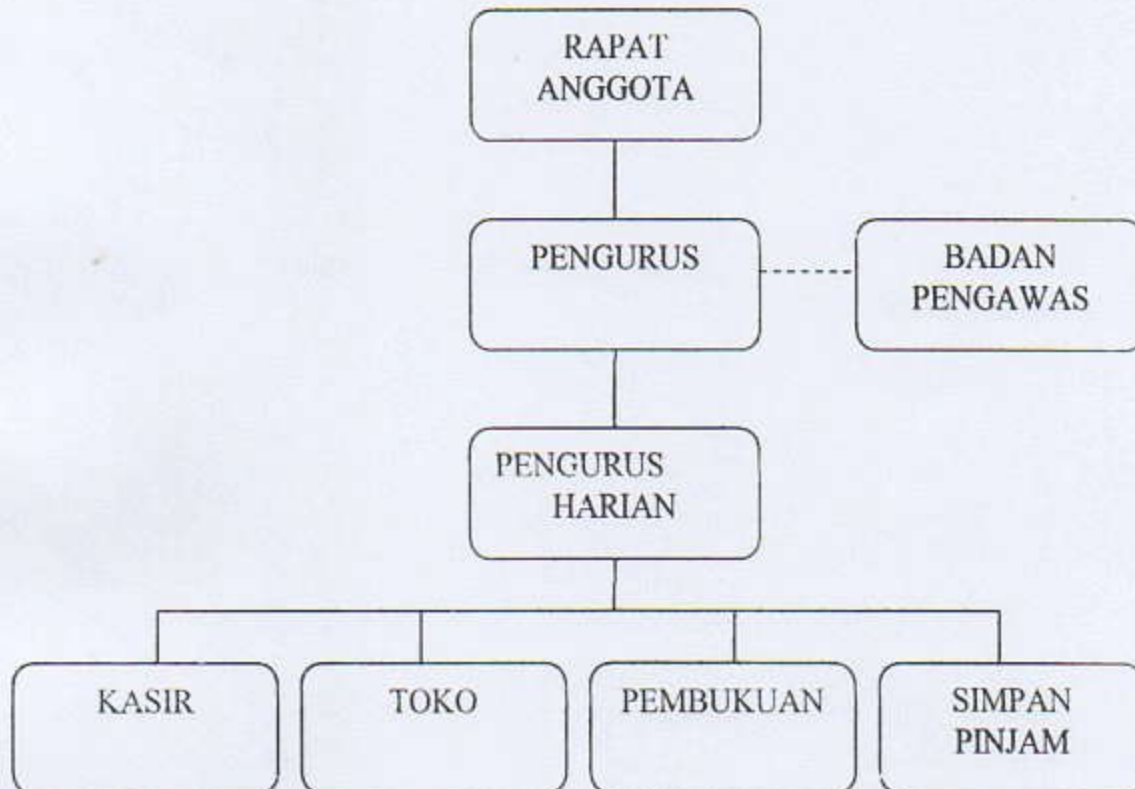 RAPAT
ANGGOTA
PENGURUS
BADAN
PENGAWAS
PENGURUS
HARIAN
KASIR
TOKO
PEMBUKUAN
SIMPAN
PINJAM